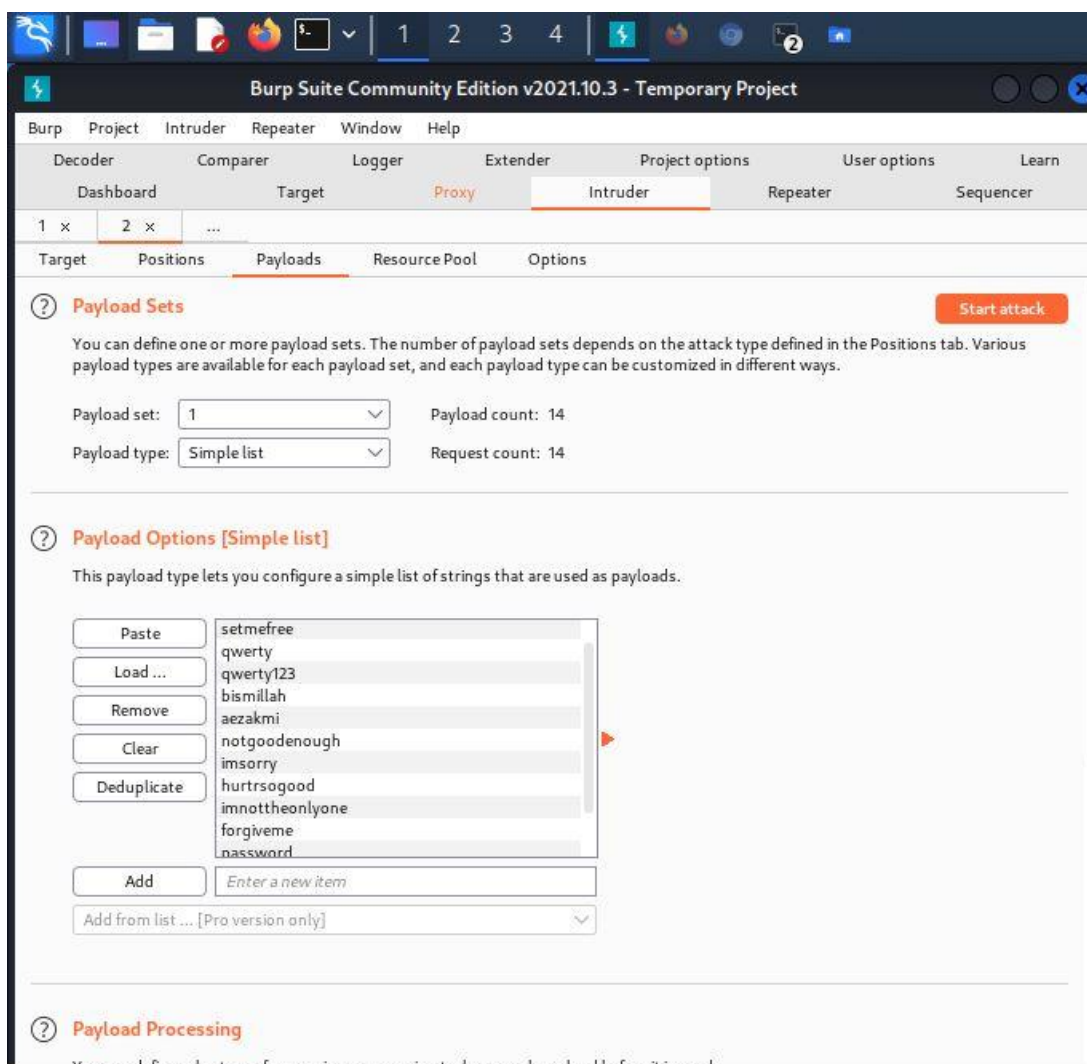 1 2 3 4 2
Burp Suite Community Edition v2021.10.3 - Temporary Project
Burp Project Intruder Repeater Window Help
Decoder Comparer Logger Extender Project options User options Learn
Dashboard Target Proxy Intruder Repeater Sequencer
1 × 2 × ...
Target Positions Payloads Resource Pool Options
? Payload Sets Start attack
You can define one or more payload sets. The number of payload sets depends on the attack type defined in the Positions tab. Various
payload types are available for each payload set, and each payload type can be customized in different ways.
Payload set: 1 Payload count: 14
Payload type: Simple list Request count: 14
? Payload Options [Simple list]
This payload type lets you configure a simple list of strings that are used as payloads.
Paste
Load ...
Remove
Clear
Deduplicate
setmefree
qwerty
qwerty123
bismillah
aezakmi
notgoodenough
imsorry
hurtrsogood
imnottheonlyone
forgiveme
password
Add Enter a new item
Add from list ... [Pro version only]
? Payload Processing